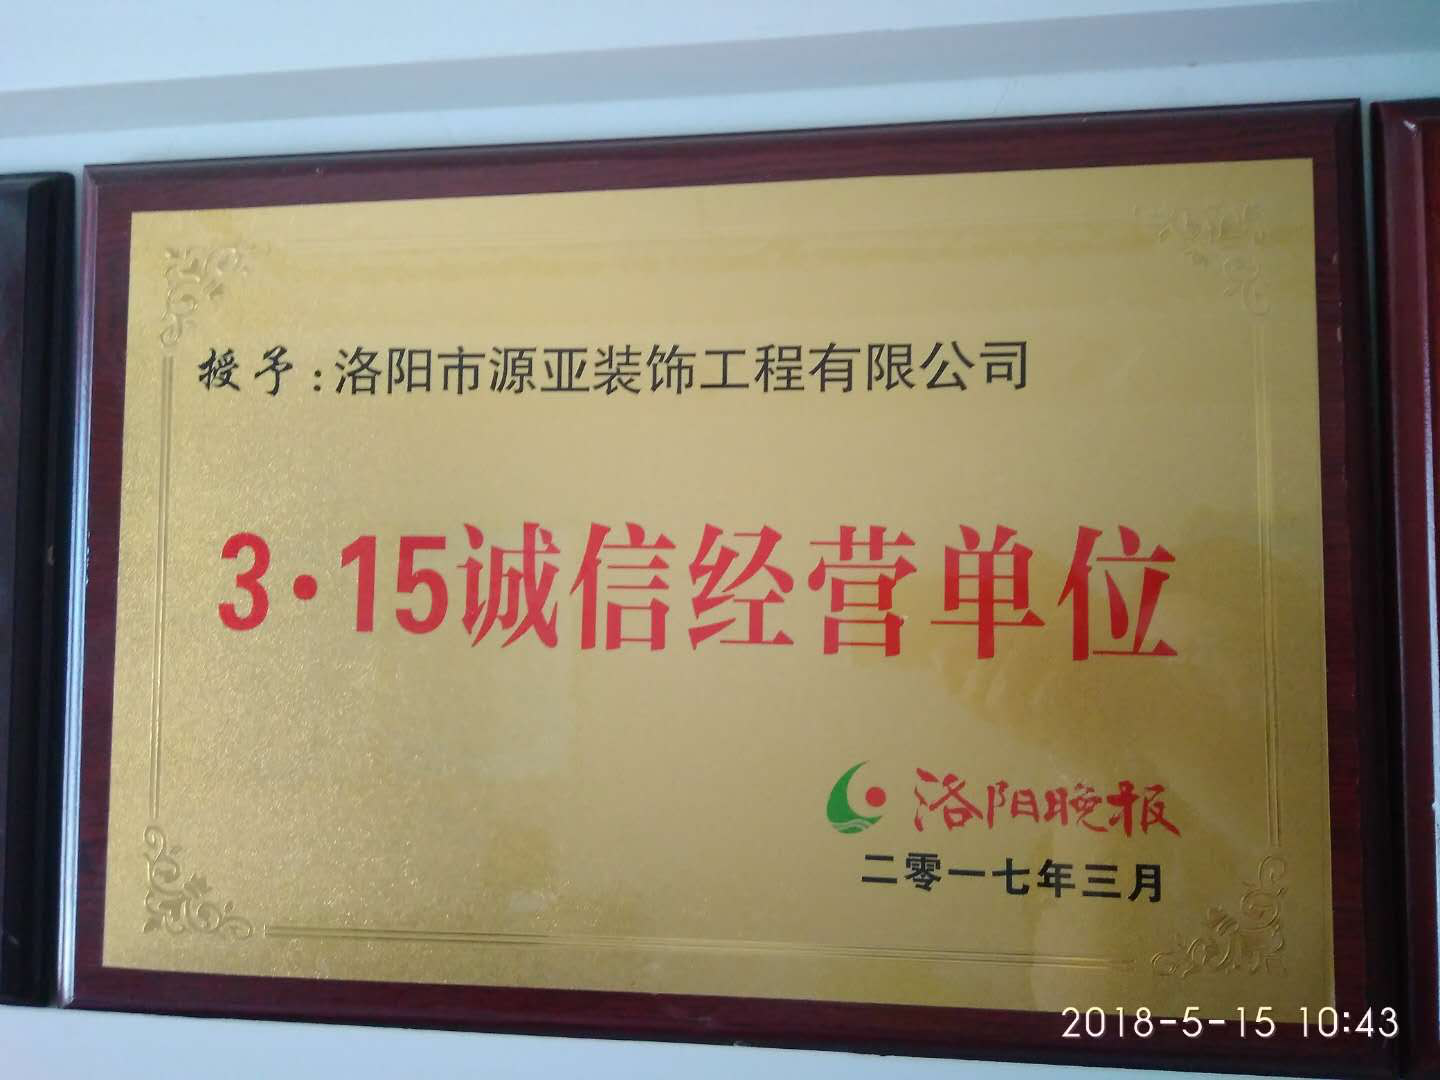 授予:洛阳市源亚装饰工程有限公司
3·15诚信经营单位
洛阳晚报
二零一七年三月
2018-5-15 10:43